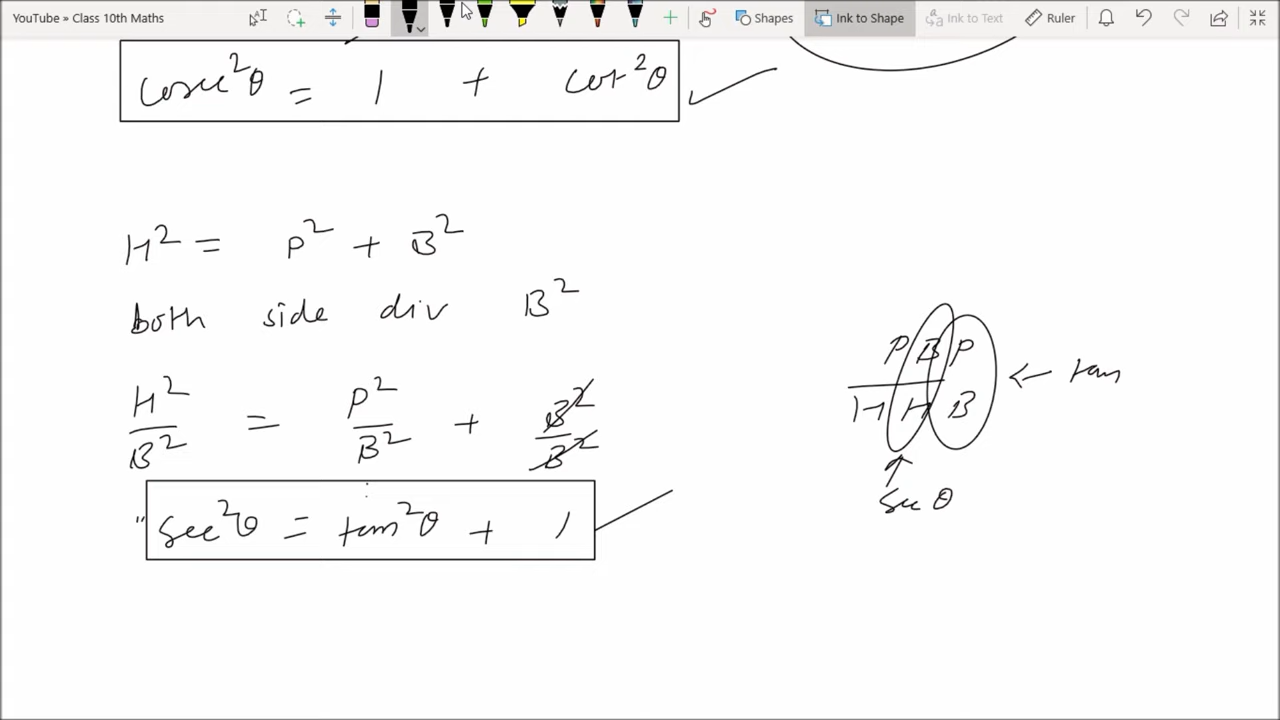 YouTube » Class 10th Maths Shapes Ink to Shape Ink to Text Ruler
cosec²θ = 1 + cot²θ
H² = P² + B²
both side div B²
H²/B² = P²/B² + B²/B²
sec²θ = tan²θ + 1
P B P
H H B
← tan
↑
sec θ